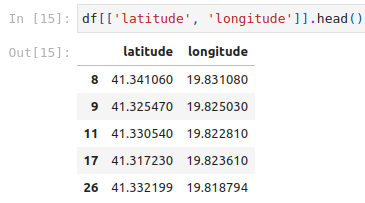 In [15]: df[['latitude', 'longitude']].head()
Out[15]:
latitude longitude
8 41.341060 19.831080
9 41.325470 19.825030
11 41.330540 19.822810
17 41.317230 19.823610
26 41.332199 19.818794